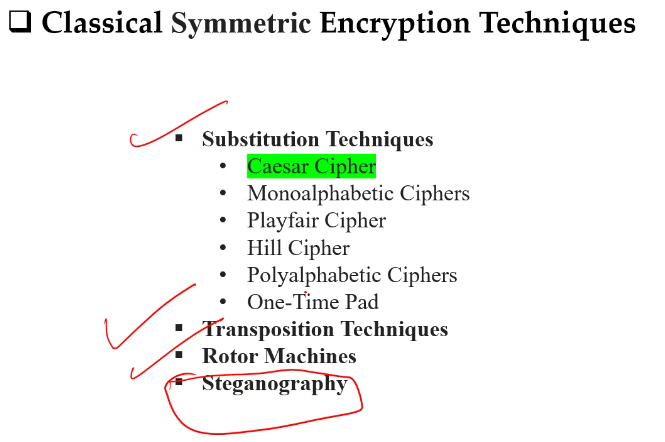 ❑ Classical Symmetric Encryption Techniques
▪ Substitution Techniques
• Caesar Cipher
• Monoalphabetic Ciphers
• Playfair Cipher
• Hill Cipher
• Polyalphabetic Ciphers
• One-Time Pad
▪ Transposition Techniques
▪ Rotor Machines
▪ Steganography